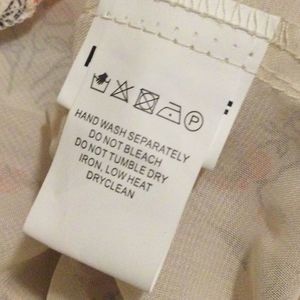 P
HAND WASH SEPARATELY
DO NOT BLEACH
DO NOT TUMBLE DRY
IRON, LOW HEAT
DRYCLEAN